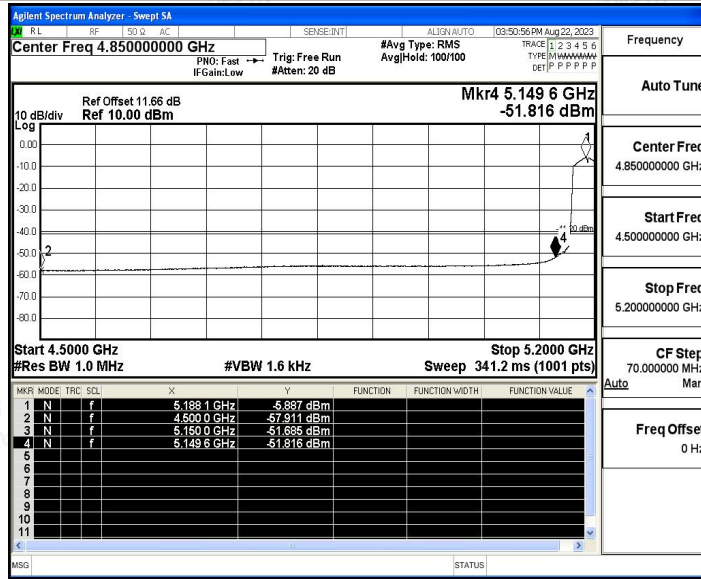 Agilent Spectrum Analyzer - Swept SA
RL RF 50 Ω AC SENSE:INT ALIGN AUTO 03:50:56 PM Aug 22, 2023
Center Freq 4.850000000 GHz
PNO: Fast
IFGain:Low
Trig: Free Run
#Atten: 20 dB
#Avg Type: RMS
Avg|Hold: 100/100
TRACE 1 2 3 4 5 6
TYPE M W W W W W
DET P P P P P P
Frequency
Auto Tune
Center Freq
4.850000000 GHz
Start Freq
4.500000000 GHz
Stop Freq
5.200000000 GHz
CF Step
70.000000 MHz
Auto Man
Freq Offset
0 Hz
Mkr4 5.149 6 GHz
-51.816 dBm
Ref Offset 11.66 dB
10 dB/div Ref 10.00 dBm
Log
0.00
-10.0
-20.0
-30.0
-40.0
-50.0
-60.0
-70.0
-80.0
1
2
4
Start 4.5000 GHz Stop 5.2000 GHz
#Res BW 1.0 MHz #VBW 1.6 kHz Sweep 341.2 ms (1001 pts)
MKR MODE TRC SCL X Y FUNCTION FUNCTION WIDTH FUNCTION VALUE
1 N f 5.188 1 GHz -5.887 dBm
2 N f 4.500 0 GHz -57.911 dBm
3 N f 5.150 0 GHz -51.685 dBm
4 N f 5.149 6 GHz -51.816 dBm
5
6
7
8
9
10
11
MSG STATUS